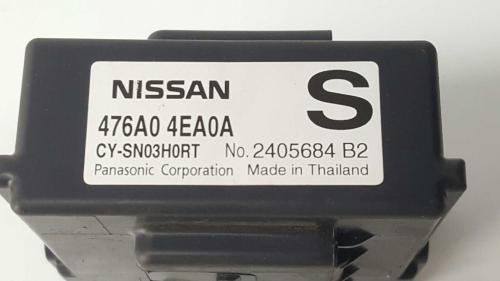 NISSAN S
476A0 4EA0A
CY-SN03H0RT No. 2405684 B2
Panasonic Corporation Made in Thailand